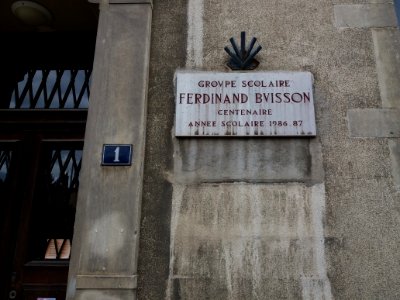 GROVPE SCOLAIRE
FERDINAND BVISSON
CENTENAIRE
ANNEE SCOLAIRE 1986.87
1